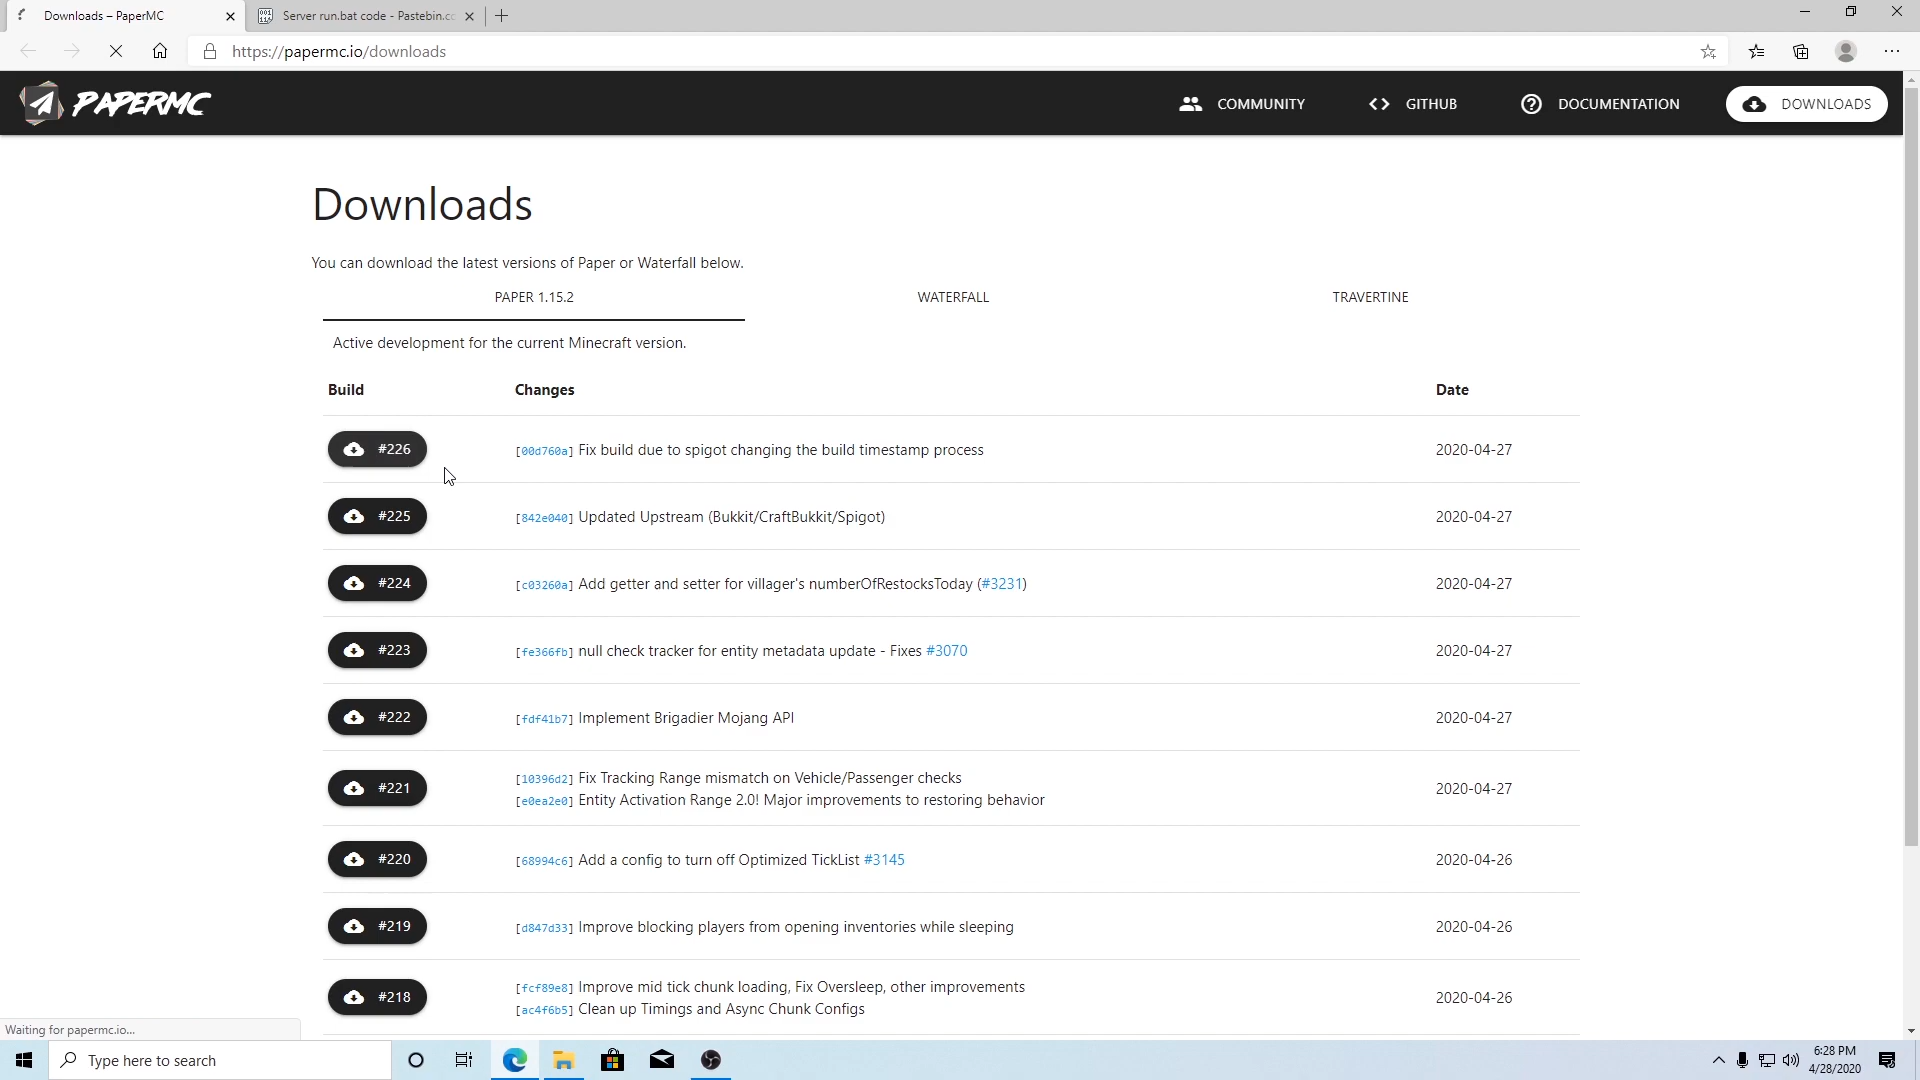 Downloads – PaperMC
Server run.bat code - Pastebin.co
https://papermc.io/downloads
PAPERMC
COMMUNITY
GITHUB
DOCUMENTATION
DOWNLOADS
Downloads
You can download the latest versions of Paper or Waterfall below.
PAPER 1.15.2 WATERFALL TRAVERTINE
Active development for the current Minecraft version.
Build Changes Date
#226 [00d760a] Fix build due to spigot changing the build timestamp process 2020-04-27
#225 [842e040] Updated Upstream (Bukkit/CraftBukkit/Spigot) 2020-04-27
#224 [c03260a] Add getter and setter for villager's numberOfRestocksToday (#3231) 2020-04-27
#223 [fe366fb] null check tracker for entity metadata update - Fixes #3070 2020-04-27
#222 [fdf41b7] Implement Brigadier Mojang API 2020-04-27
#221 [10396d2] Fix Tracking Range mismatch on Vehicle/Passenger checks 2020-04-27
[e0ea2e0] Entity Activation Range 2.0! Major improvements to restoring behavior
#220 [68994c6] Add a config to turn off Optimized TickList #3145 2020-04-26
#219 [d847d33] Improve blocking players from opening inventories while sleeping 2020-04-26
#218 [fcf89e8] Improve mid tick chunk loading, Fix Oversleep, other improvements 2020-04-26
[ac4f6b5] Clean up Timings and Async Chunk Configs
Waiting for papermc.io...
Type here to search
6:28 PM
4/28/2020